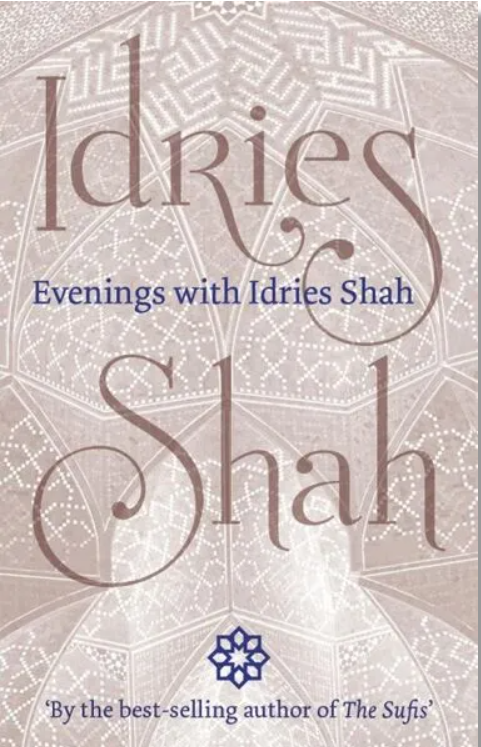 Idries
Evenings with Idries Shah
Shah
‘By the best-selling author of The Sufis’